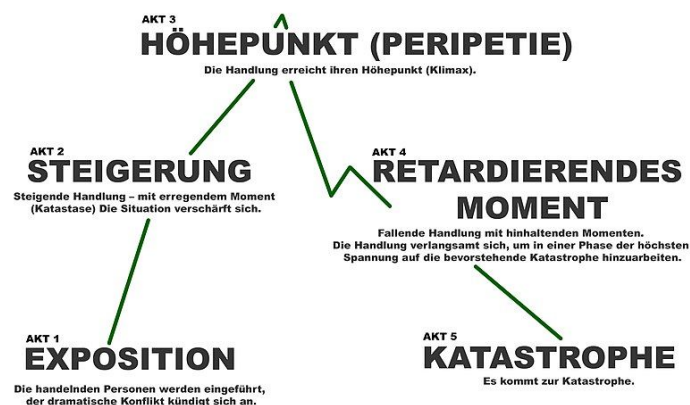 AKT 3
HÖHEPUNKT (PERIPETIE)
Die Handlung erreicht ihren Höhepunkt (Klimax).
AKT 2
STEIGERUNG
Steigende Handlung – mit erregendem Moment
(Katastase) Die Situation verschärft sich.
AKT 4
RETARDIERENDES
MOMENT
Fallende Handlung mit hinhaltenden Momenten.
Die Handlung verlangsamt sich, um in einer Phase der höchsten
Spannung auf die bevorstehende Katastrophe hinzuarbeiten.
AKT 1
EXPOSITION
Die handelnden Personen werden eingeführt,
der dramatische Konflikt kündigt sich an.
AKT 5
KATASTROPHE
Es kommt zur Katastrophe.